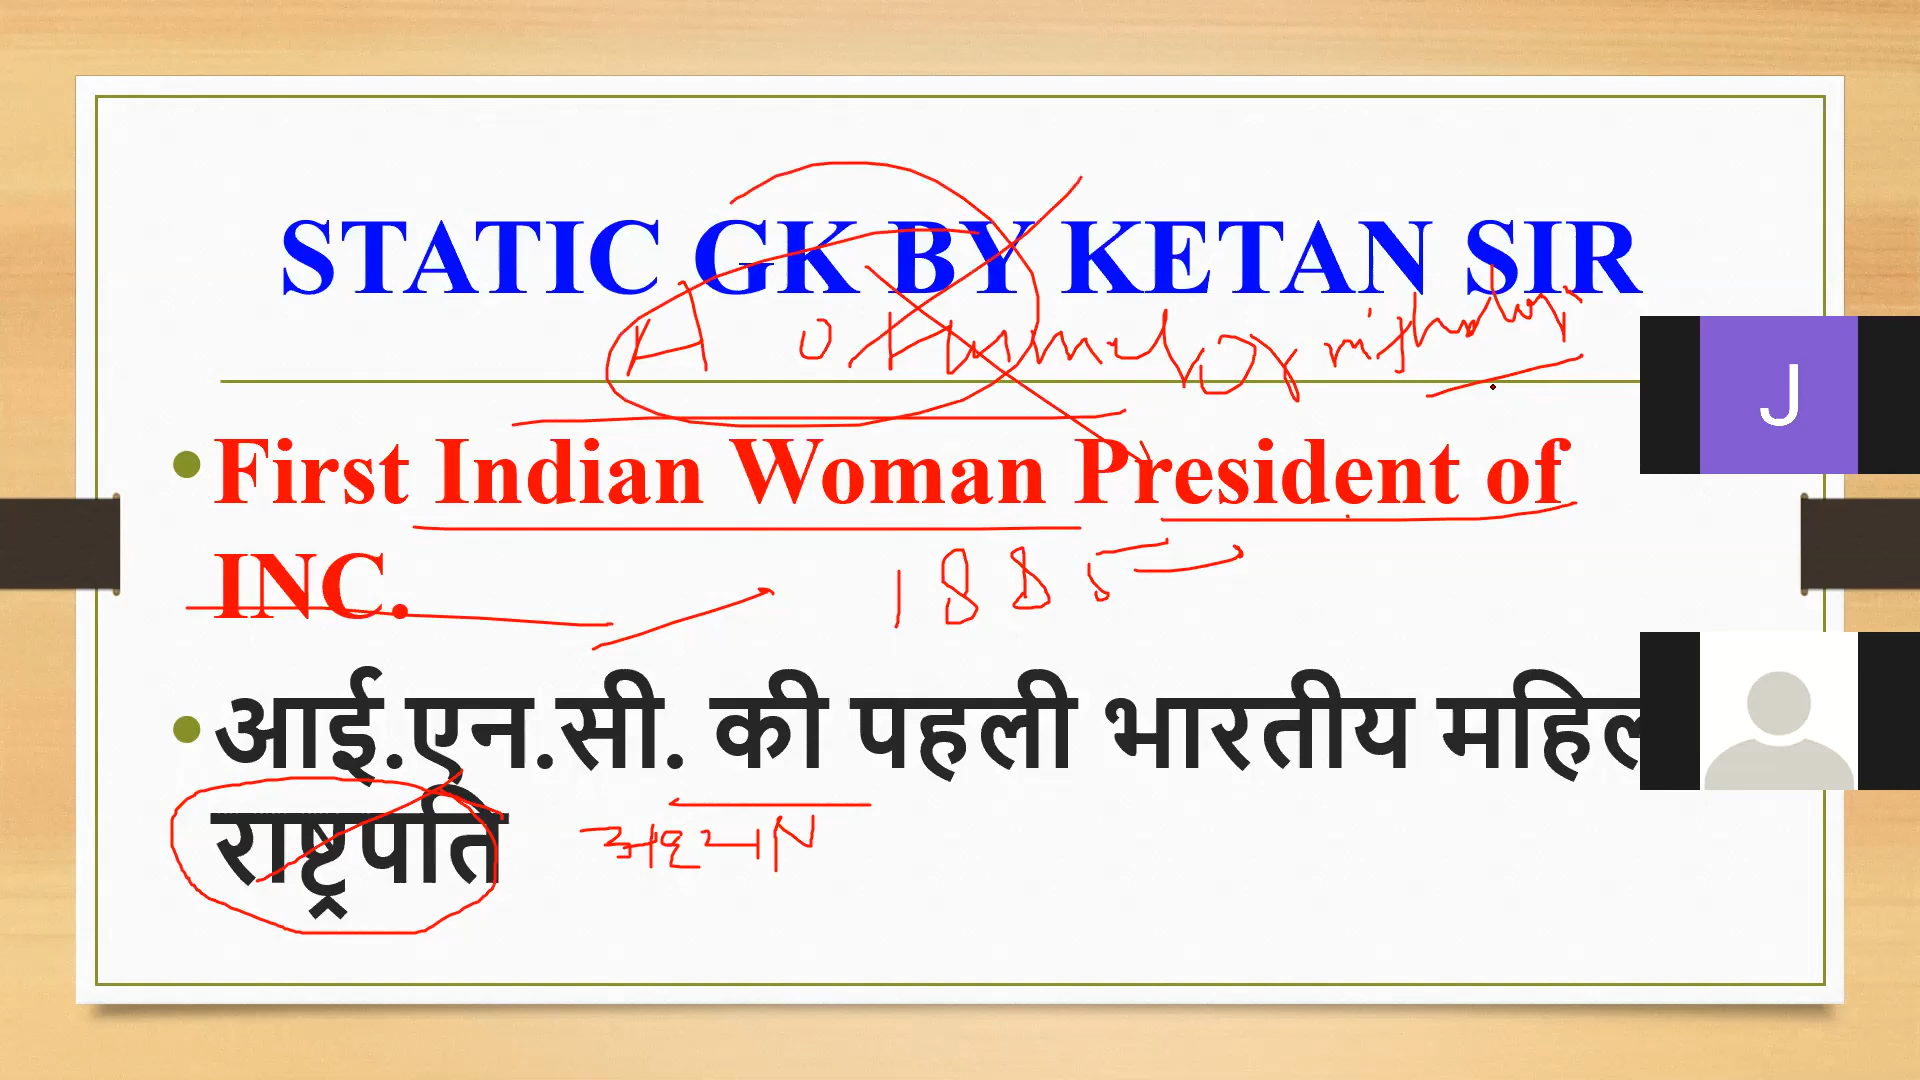 STATIC GK BY KETAN SIR
First Indian Woman President of
INC.
1885
आई.एन.सी. की पहली भारतीय महिल
राष्ट्रपति
J